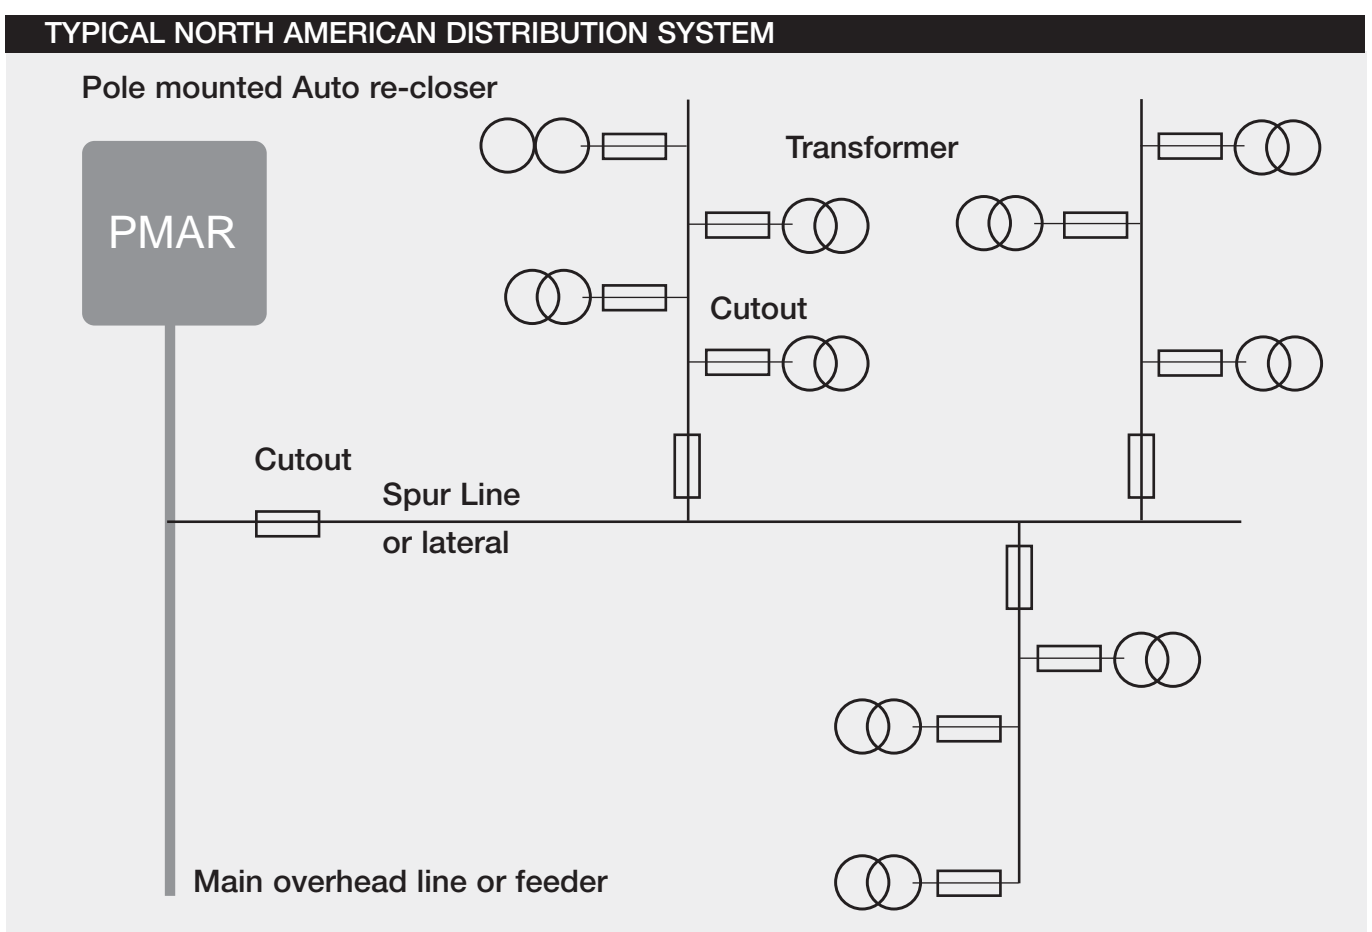 TYPICAL NORTH AMERICAN DISTRIBUTION SYSTEM
Pole mounted Auto re-closer
PMAR
Transformer
Cutout
Cutout
Spur Line
or lateral
Main overhead line or feeder